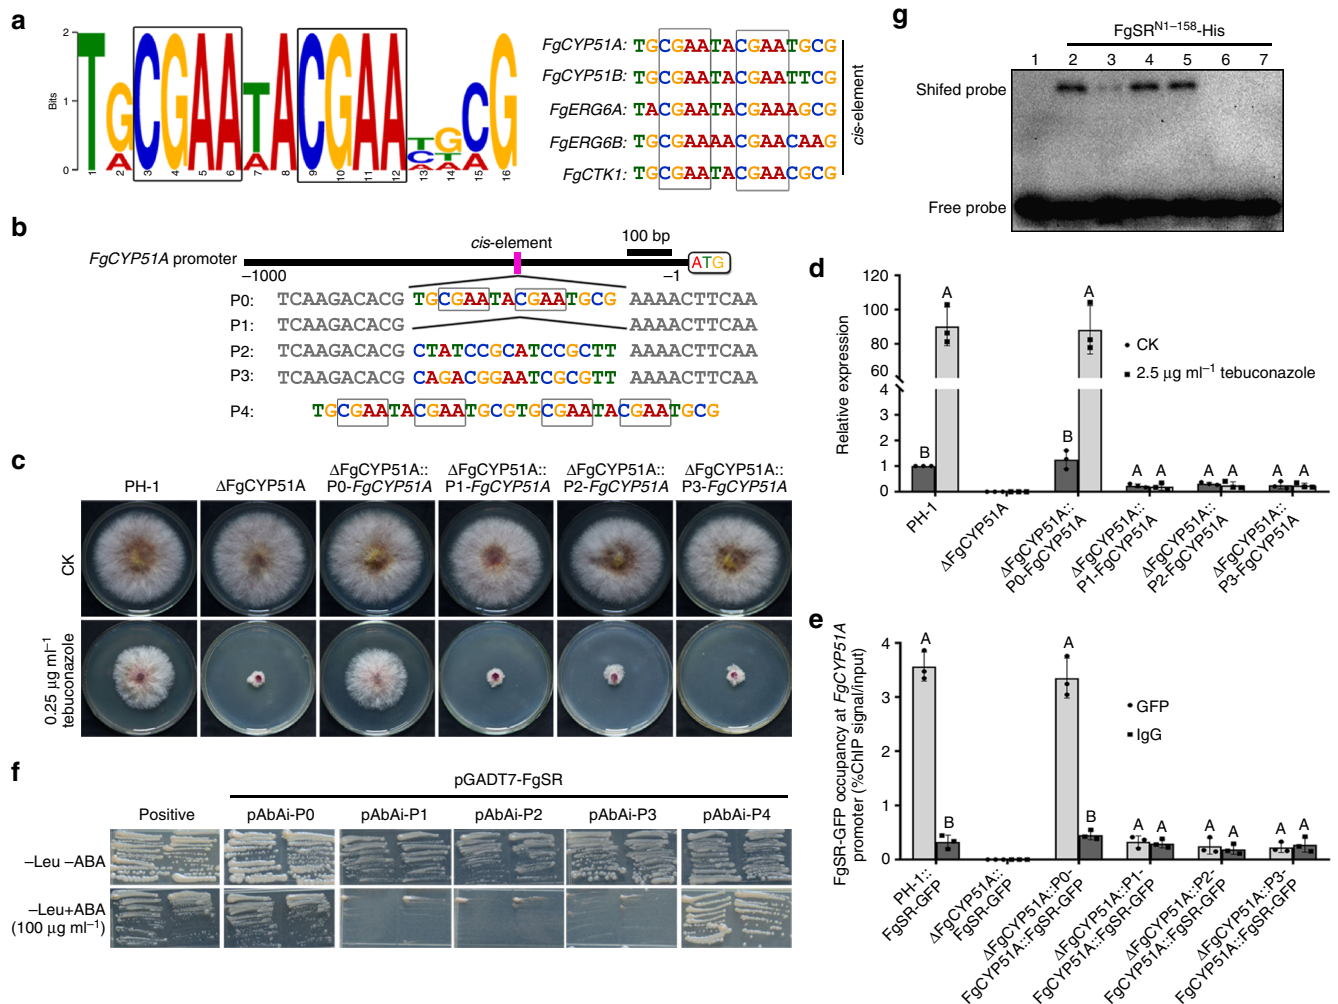 a
Bits
2
1
0
T G A C G A A T A A C G A A T C A G T A C A G
1 2 3 4 5 6 7 8 9 10 11 12 13 14 15 16
FgCYP51A: TGCGAATACGAATGCG
FgCYP51B: TGCGAATACGAATTCG
FgERG6A: TACGAATACGAAAGCG
FgERG6B: TGCGAAAACGAACAAG
FgCTK1: TGCGAATACGAACGCG
cis-element
b
cis-element
100 bp
FgCYP51A promoter
ATG
–1000
–1
P0: TCAAGACACG TGCGAATACGAATGCG AAAACTTCAA
P1: TCAAGACACG AAAACTTCAA
P2: TCAAGACACG CTATCCGCATCCGCTT AAAACTTCAA
P3: TCAAGACACG CAGACGGAATCGCGTT AAAACTTCAA
P4: TGCGAATACGAATGCGTGCGAATACGAATGCG
c
PH-1
ΔFgCYP51A
ΔFgCYP51A::
P0-FgCYP51A
ΔFgCYP51A::
P1-FgCYP51A
ΔFgCYP51A::
P2-FgCYP51A
ΔFgCYP51A::
P3-FgCYP51A
CK
0.25 μg ml–1
tebuconazole
f
pGADT7-FgSR
Positive pAbAi-P0 pAbAi-P1 pAbAi-P2 pAbAi-P3 pAbAi-P4
–Leu –ABA
–Leu+ABA
(100 μg ml–1)
g
FgSRN1–158-His
1 2 3 4 5 6 7
Shifed probe
Free probe
d
Relative expression
120
100
80
60
4
3
2
1
0
B A B A A A A A A A
CK
2.5 μg ml–1 tebuconazole
PH-1
ΔFgCYP51A
ΔFgCYP51A::
P0-FgCYP51A
ΔFgCYP51A::
P1-FgCYP51A
ΔFgCYP51A::
P2-FgCYP51A
ΔFgCYP51A::
P3-FgCYP51A
e
FgSR-GFP occupancy at FgCYP51A
promoter (%ChIP signal/input)
4
3
2
1
0
A B A B A A A A A A
GFP
IgG
PH-1::
FgSR-GFP
ΔFgCYP51A::
FgSR-GFP
ΔFgCYP51A::P0-
FgCYP51A::FgSR-GFP
ΔFgCYP51A::P1-
FgCYP51A::FgSR-GFP
ΔFgCYP51A::P2-
FgCYP51A::FgSR-GFP
ΔFgCYP51A::P3-
FgCYP51A::FgSR-GFP